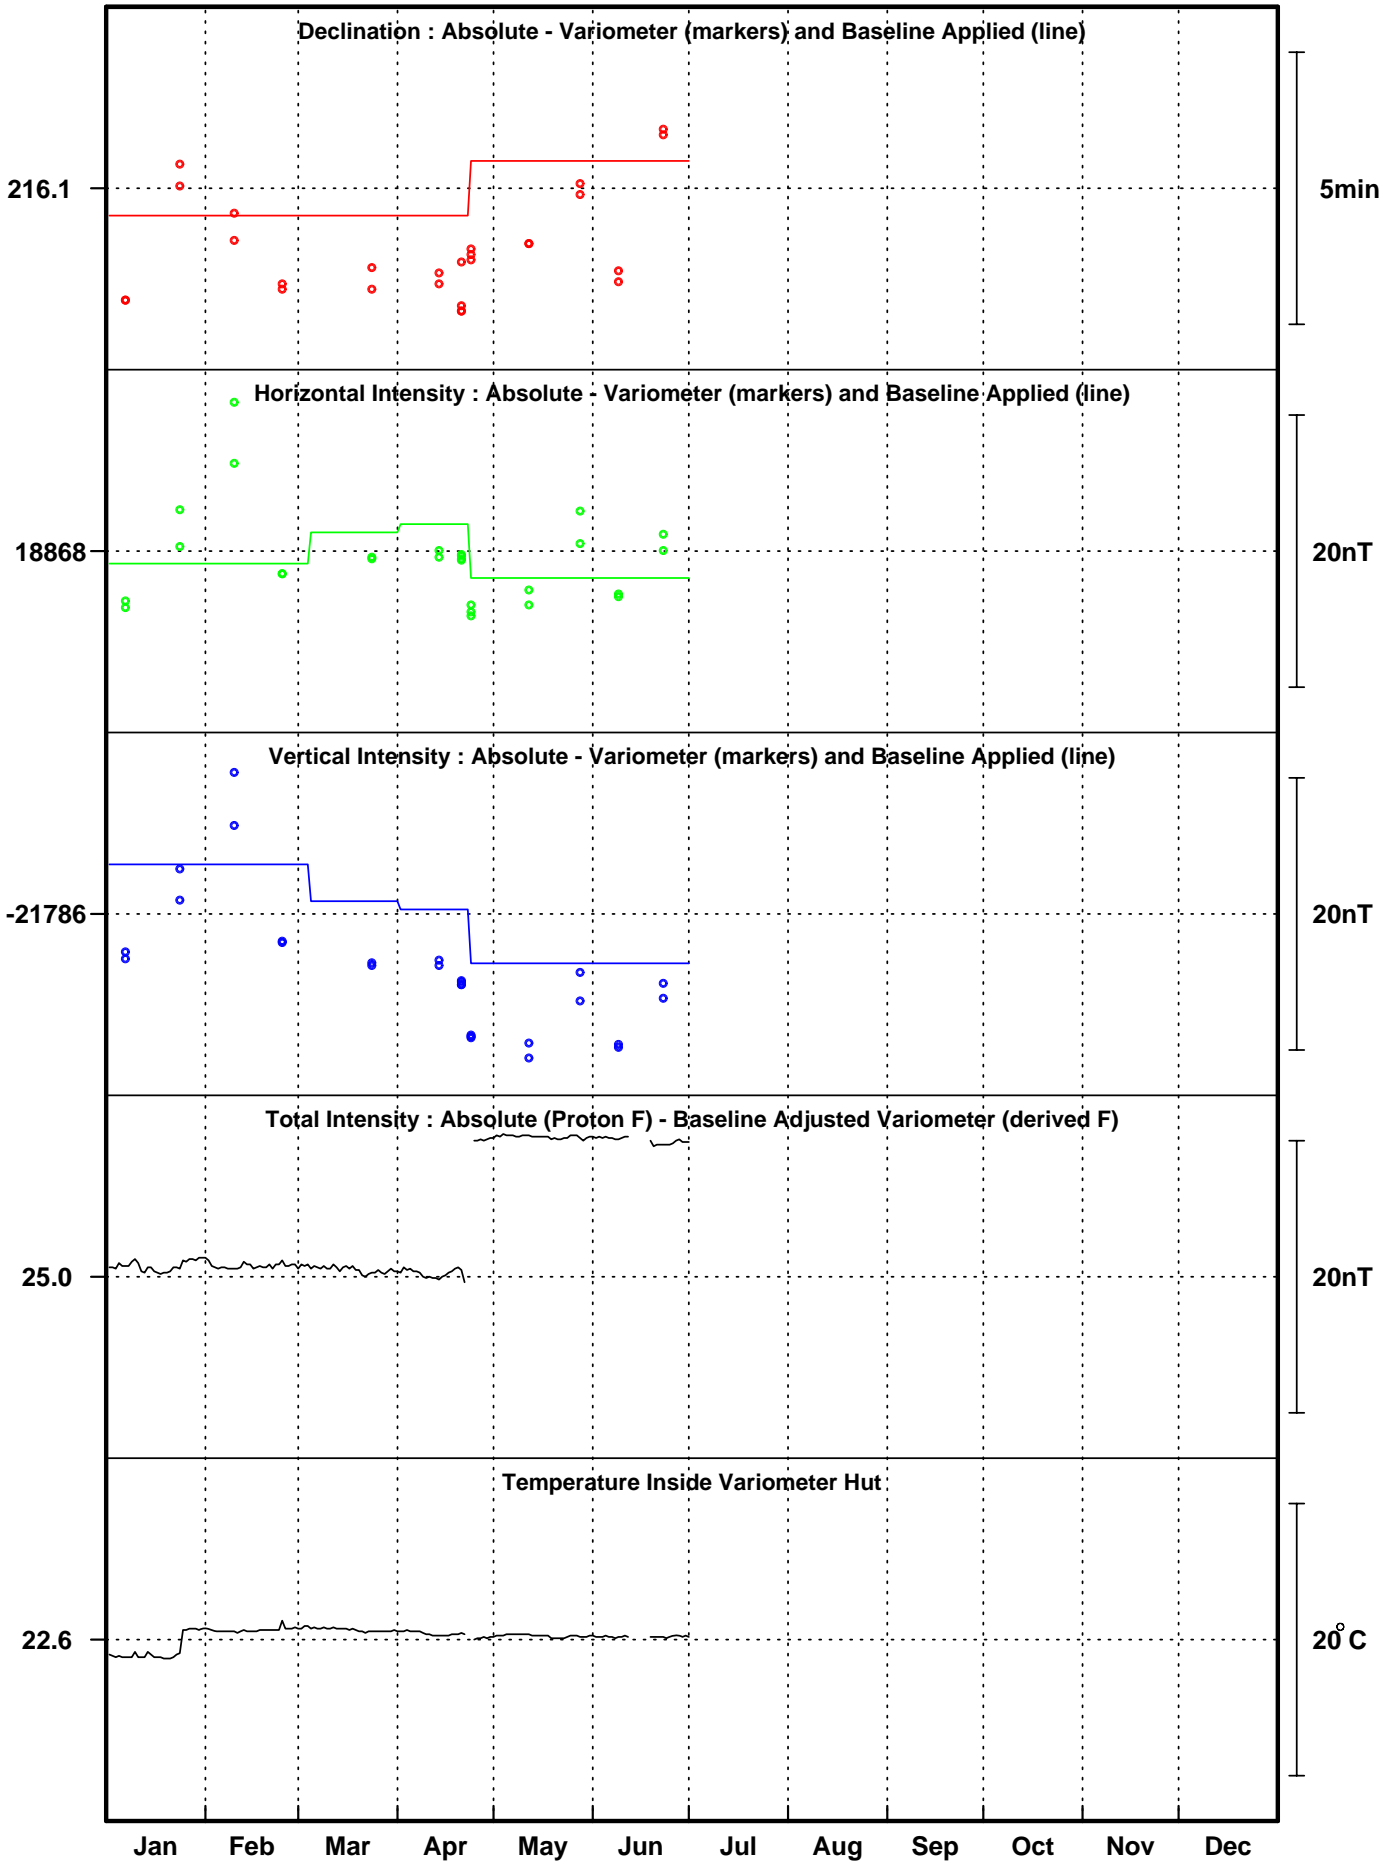 Declination : Absolute - Variometer (markers) and Baseline Applied (line)
216.1
5min
Horizontal Intensity : Absolute - Variometer (markers) and Baseline Applied (line)
18868
20nT
Vertical Intensity : Absolute - Variometer (markers) and Baseline Applied (line)
-21786
20nT
Total Intensity : Absolute (Proton F) - Baseline Adjusted Variometer (derived F)
25.0
20nT
Temperature Inside Variometer Hut
22.6
20°C
Jan Feb Mar Apr May Jun Jul Aug Sep Oct Nov Dec